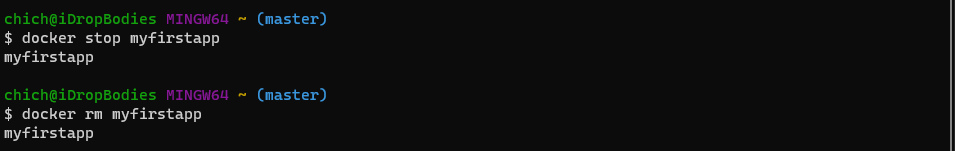 chich@iDropBodies MINGW64 ~ (master)
$ docker stop myfirstapp
myfirstapp
chich@iDropBodies MINGW64 ~ (master)
$ docker rm myfirstapp
myfirstapp